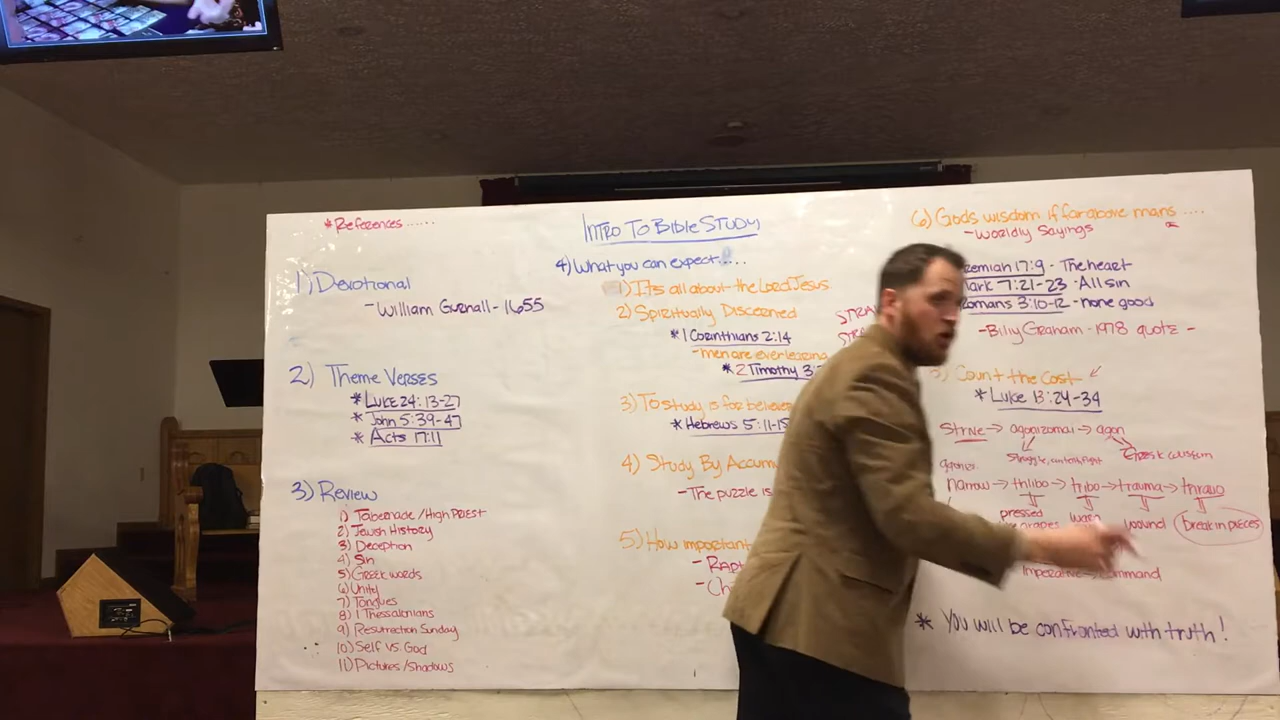 *References......
1) Devotional
-William Gurnall-1655
2) Theme Verses
*Luke 24:13-27
*John 5:39-47
*Acts 17:11
3) Review
1) Tabernacle/High Priest
2) Jewish History
3) Deception
4) Sin
5) Greek words
6) Unity
7) Tongues
8) 1 Thessalonians
9) Resurrection Sunday
10) Self vs. God
11) Pictures/Shadows
Intro To Bible Study
4) What you can expect.....
1) It's all about the Lord Jesus
2) Spiritually Discerned
*1 Corinthians 2:14
-men are ever learning
*2 Timothy 3:
3) To study is for believe
*Hebrews 5:11-15
4) Study By Accum
-The puzzle is
5) How important
STRA
STR
6) Gods wisdom if far above mans ....
-Worldly Sayings
remiah 17:9 - The heart
ark 7:21-23 - All sin
omans 3:10-12 - none good
-Billy Graham - 1978 quote -
) Count the Cost
*Luke 13:24-34
Strive → agonizomai → agon
Struggle, contend, fight
narrow → thlibo → tribo → trauma → thrauo
pressed
grapes
wound
break in pieces
Imperative - command
* You will be confronted with truth!